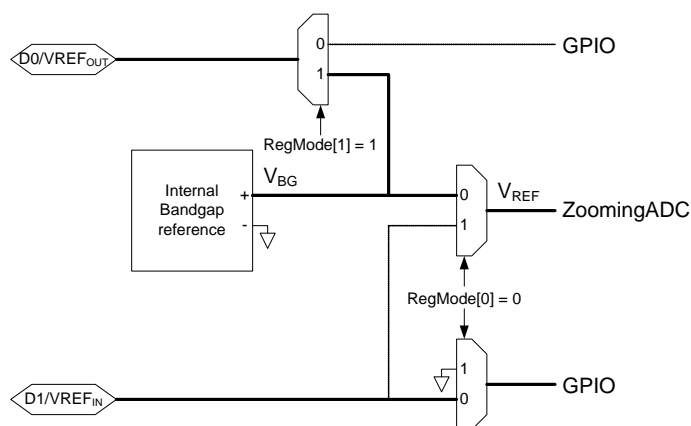 0
GPIO
D0/VREFOUT
1
RegMode[1] = 1
VBG
Internal
Bandgap
reference
+
-
0
VREF
1
ZoomingADC
RegMode[0] = 0
1
GPIO
0
D1/VREFIN